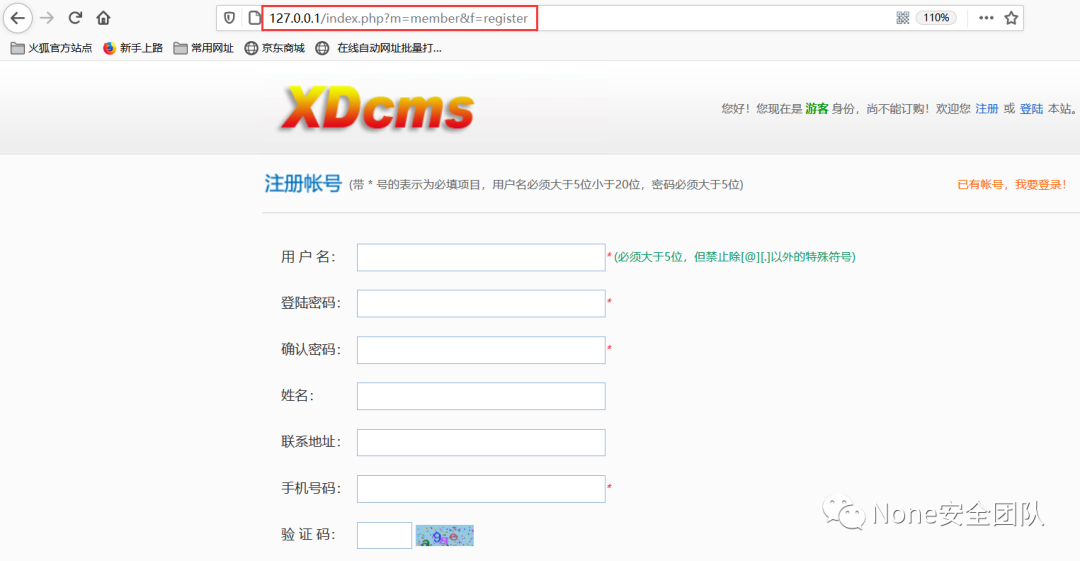 127.0.0.1/index.php?m=member&f=register
110%
火狐官方站点 新手上路 常用网址 京东商城 在线自动网址批量打...
XDcms
您好！您现在是 游客 身份，尚不能订购！欢迎您 注册 或 登陆 本站。
注册帐号 (带 * 号的表示为必填项目，用户名必须大于5位小于20位，密码必须大于5位)
已有帐号，我要登录！
用 户 名： * (必须大于5位，但禁止除[@][.]以外的特殊符号)
登陆密码： *
确认密码： *
姓名：
联系地址：
手机号码： *
验 证 码：
None安全团队